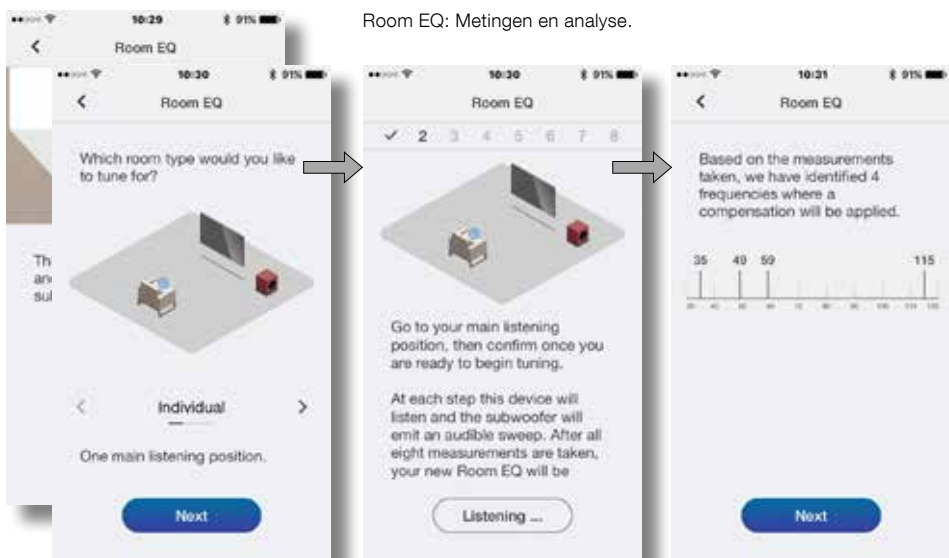 Room EQ: Metingen en analyse.
10:29
91%
Room EQ
Th
an
su
10:30
91%
Room EQ
Which room type would you like
to tune for?
Individual
One main listening position.
Next
10:30
91%
Room EQ
2 3 4 5 6 7 8
Go to your main listening
position, then confirm once you
are ready to begin tuning.
At each step this device will
listen and the subwoofer will
emit an audible sweep. After all
eight measurements are taken,
your new Room EQ will be
Listening ...
10:31
91%
Room EQ
Based on the measurements
taken, we have identified 4
frequencies where a
compensation will be applied.
35 49 59 115
Next